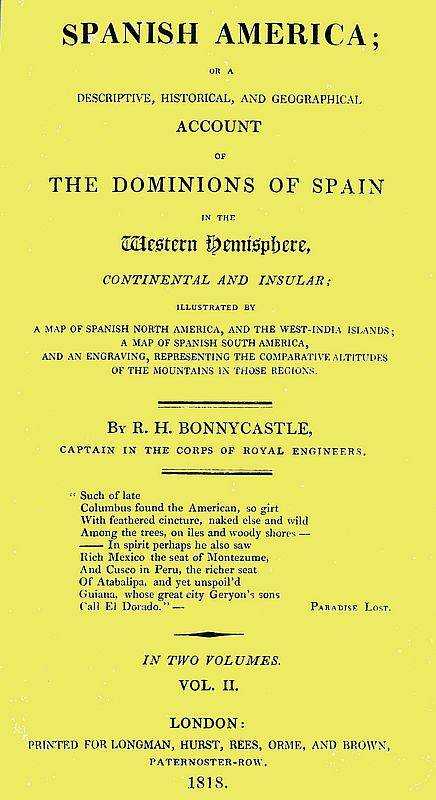 SPANISH AMERICA;
OR A
DESCRIPTIVE, HISTORICAL, AND GEOGRAPHICAL
ACCOUNT
OF
THE DOMINIONS OF SPAIN
IN THE
Western Hemisphere,
CONTINENTAL AND INSULAR;
ILLUSTRATED BY
A MAP OF SPANISH NORTH AMERICA, AND THE WEST-INDIA ISLANDS;
A MAP OF SPANISH SOUTH AMERICA,
AND AN ENGRAVING, REPRESENTING THE COMPARATIVE ALTITUDES
OF THE MOUNTAINS IN THOSE REGIONS.
BY R. H. BONNYCASTLE,
CAPTAIN IN THE CORPS OF ROYAL ENGINEERS.
“ Such of late
Columbus found the American, so girt
With feathered cincture, naked else and wild
Among the trees, on iles and woody shores —
—— In spirit perhaps he also saw
Rich Mexico the seat of Montezume,
And Cusco in Peru, the richer seat
Of Atabalipa, and yet unspoil'd
Guiana, whose great city Geryon's sons
Call El Dorado.” — PARADISE LOST.
IN TWO VOLUMES.
VOL. II.
LONDON:
PRINTED FOR LONGMAN, HURST, REES, ORME, AND BROWN,
PATERNOSTER-ROW.
1818.